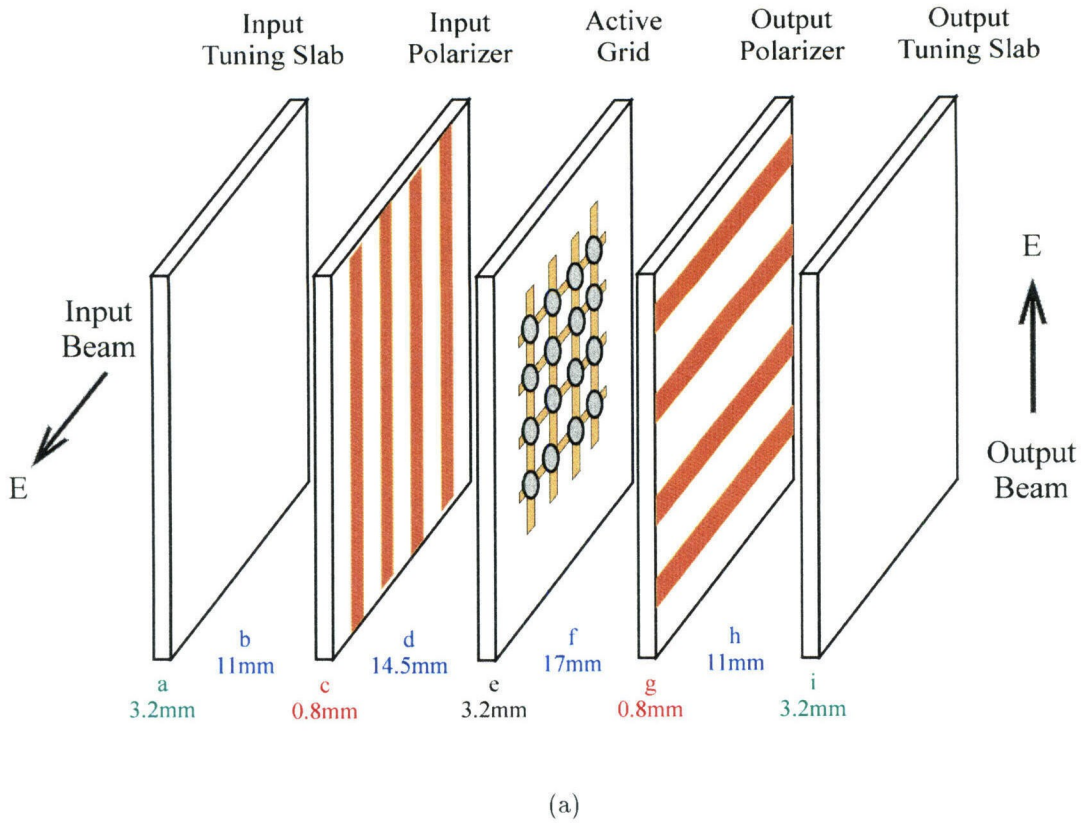 Input
Tuning Slab
Input
Polarizer
Active
Grid
Output
Polarizer
Output
Tuning Slab
Input
Beam
E
E
Output
Beam
b
11mm
d
14.5mm
f
17mm
h
11mm
a
3.2mm
c
0.8mm
e
3.2mm
g
0.8mm
i
3.2mm
(a)